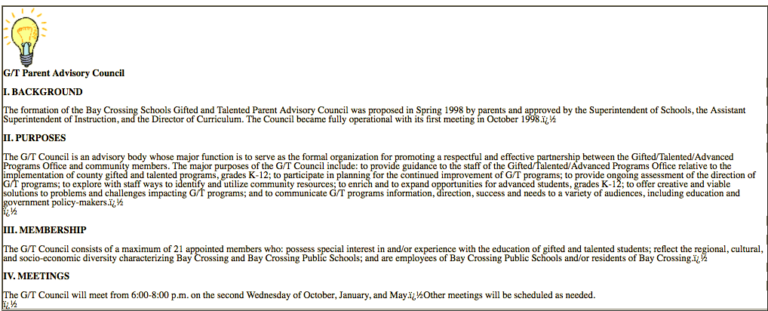 G/T Parent Advisory Council
I. BACKGROUND
The formation of the Bay Crossing Schools Gifted and Talented Parent Advisory Council was proposed in Spring 1998 by parents and approved by the Superintendent of Schools, the Assistant
Superintendent of Instruction, and the Director of Curriculum. The Council became fully operational with its first meeting in October 1998.ï¿½
II. PURPOSES
The G/T Council is an advisory body whose major function is to serve as the formal organization for promoting a respectful and effective partnership between the Gifted/Talented/Advanced
Programs Office and community members. The major purposes of the G/T Council include: to provide guidance to the staff of the Gifted/Talented/Advanced Programs Office relative to the
implementation of county gifted and talented programs, grades K-12; to participate in planning for the continued improvement of G/T programs; to provide ongoing assessment of the direction of
G/T programs; to explore with staff ways to identify and utilize community resources; to enrich and to expand opportunities for advanced students, grades K-12; to offer creative and viable
solutions to problems and challenges impacting G/T programs; and to communicate G/T programs information, direction, success and needs to a variety of audiences, including education and
government policy-makers.ï¿½
ï¿½
III. MEMBERSHIP
The G/T Council consists of a maximum of 21 appointed members who: possess special interest in and/or experience with the education of gifted and talented students; reflect the regional, cultural,
and socio-economic diversity characterizing Bay Crossing and Bay Crossing Public Schools; and are employees of Bay Crossing Public Schools and/or residents of Bay Crossing.ï¿½
IV. MEETINGS
The G/T Council will meet from 6:00-8:00 p.m. on the second Wednesday of October, January, and May.ï¿½Other meetings will be scheduled as needed.
ï¿½